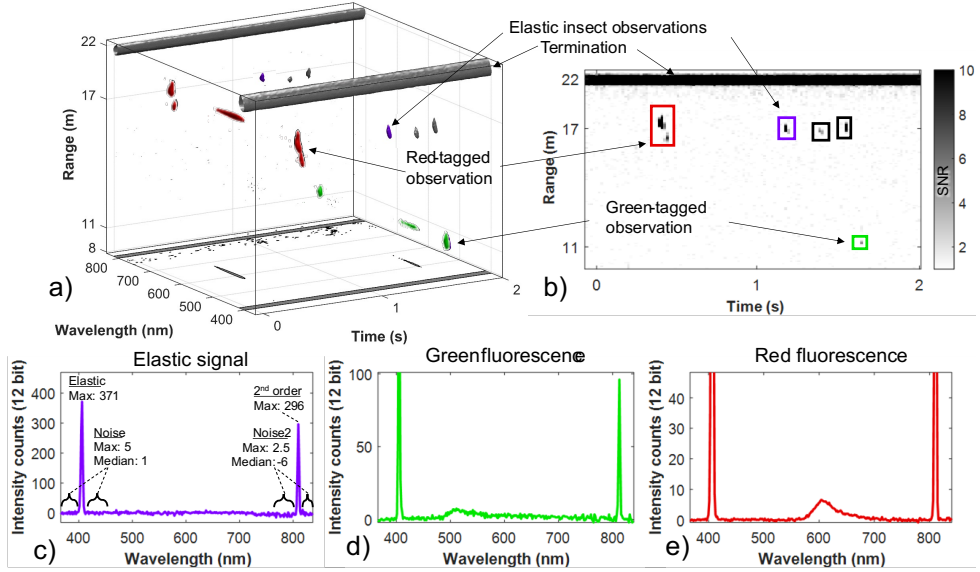 22
17
11
8
Range (m)
800
700
600
500
400
Wavelength (nm)
0
1
2
Time (s)
a)
Elastic insect observations
Termination
Red-tagged
observation
Green-tagged
observation
22
17
11
Range (m)
0
1
2
Time (s)
b)
10
8
6
4
2
SNR
Elastic signal
Intensity counts (12 bit)
400
300
200
100
0
Elastic
Max: 371
Noise
Max: 5
Median: 1
2nd order
Max: 296
Noise2
Max: 2.5
Median: -6
400
500
600
700
800
Wavelength (nm)
c)
Green fluorescence
Intensity counts (12 bit)
100
50
0
400
500
600
700
800
Wavelength (nm)
d)
Red fluorescence
Intensity counts (12 bit)
40
20
0
400
500
600
700
800
Wavelength (nm)
e)